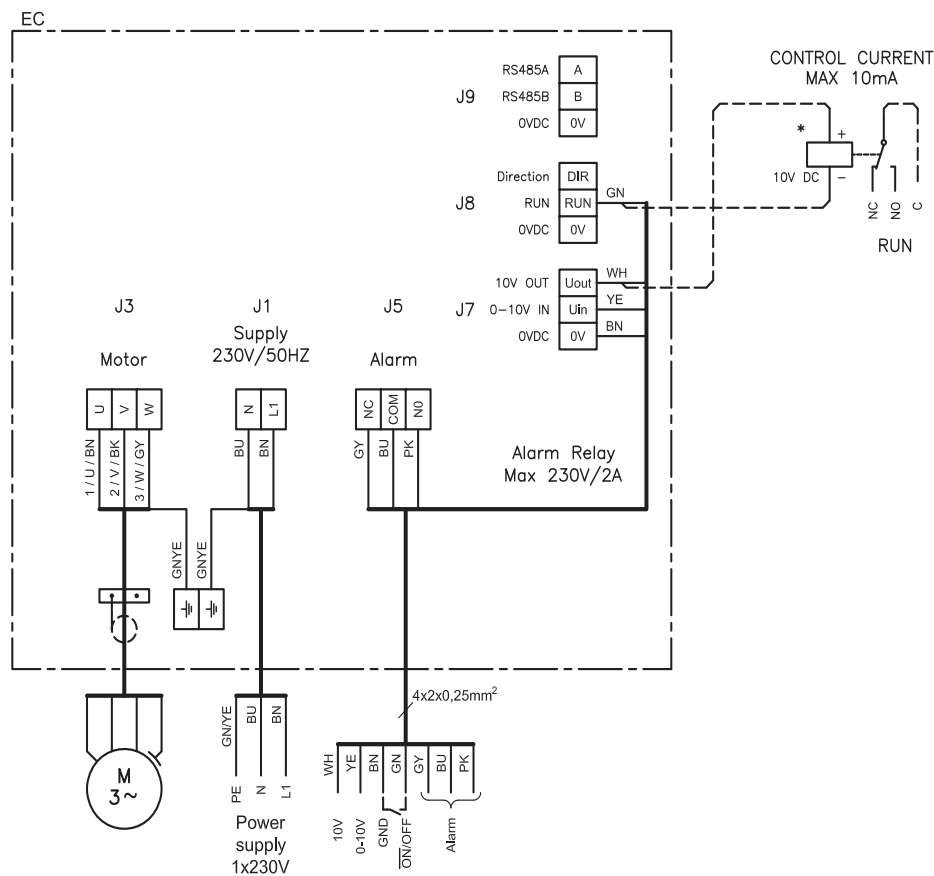 EC
CONTROL CURRENT
MAX 10mA
J9
RS485A A
RS485B B
0VDC 0V
* +
10V DC −
NC
NO
C
RUN
J8
Direction DIR
RUN RUN GN
0VDC 0V
J7
10V OUT Uout WH
0–10V IN Uin YE
0VDC 0V BN
J3
Motor
J1
Supply
230V/50HZ
J5
Alarm
U V W
N L1
NC COM N0
1 / U / BN
2 / V / BK
3 / W / GY
BU BN
GY BU PK
Alarm Relay
Max 230V/2A
GNYE GNYE
4x2x0,25mm²
GN/YE BU BN
WH YE BN GN GY BU PK
M
3~
PE N L1
Power
supply
1x230V
10V
0-10V
GND
ON/OFF
Alarm